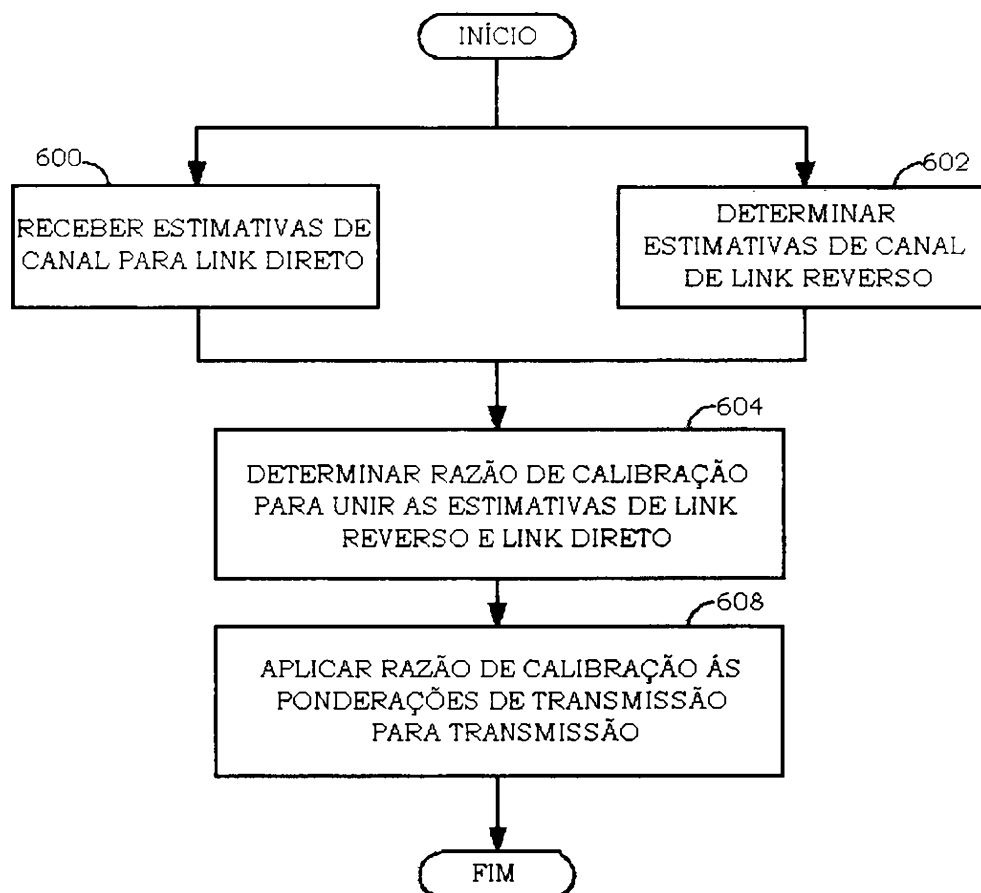 INÍCIO
600
RECEBER ESTIMATIVAS DE
CANAL PARA LINK DIRETO
602
DETERMINAR
ESTIMATIVAS DE CANAL
DE LINK REVERSO
604
DETERMINAR RAZÃO DE CALIBRAÇÃO
PARA UNIR AS ESTIMATIVAS DE LINK
REVERSO E LINK DIRETO
608
APLICAR RAZÃO DE CALIBRAÇÃO ÁS
PONDERAÇÕES DE TRANSMISSÃO
PARA TRANSMISSÃO
FIM